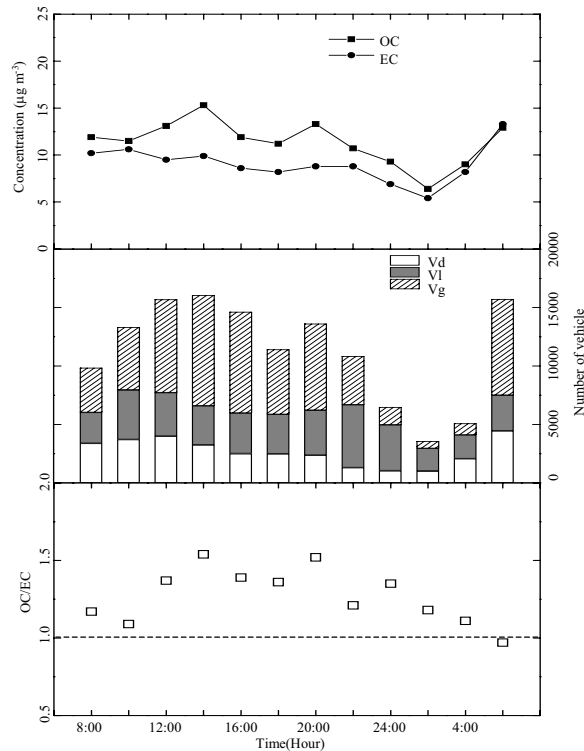 25
20
15
10
5
0
Concentration (μg m⁻³)
OC
EC
20000
15000
10000
5000
0
Number of vehicle
Vd
Vl
Vg
2.0
1.5
1.0
0.5
OC/EC
8:00 12:00 16:00 20:00 24:00 4:00
Time(Hour)